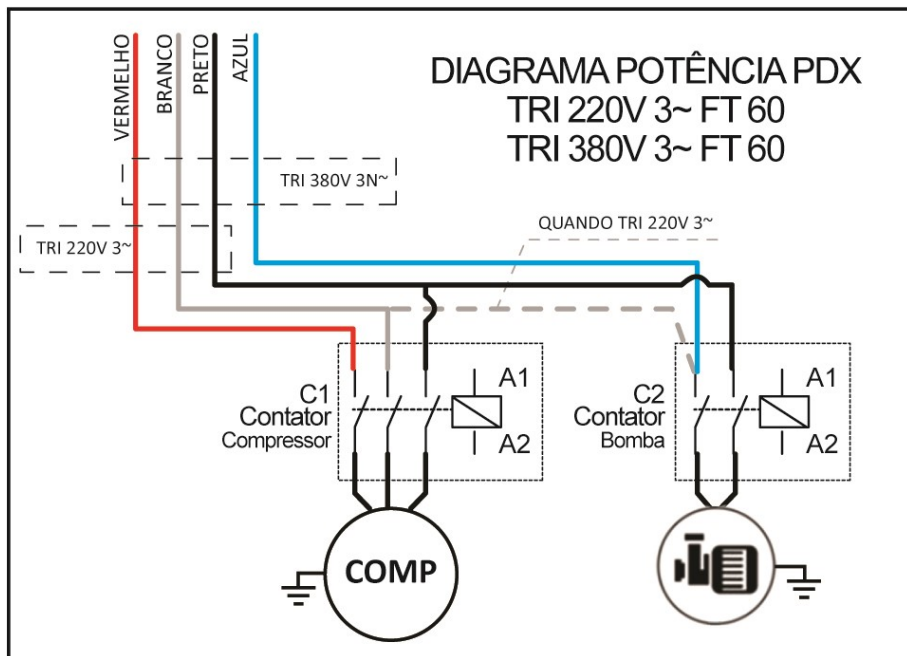 VERMELHO
BRANCO
PRETO
AZUL
DIAGRAMA POTÊNCIA PDX
TRI 220V 3~ FT 60
TRI 380V 3~ FT 60
TRI 380V 3N~
QUANDO TRI 220V 3~
TRI 220V 3~
C1
Contator
Compressor
A1
A2
C2
Contator
Bomba
A1
A2
COMP